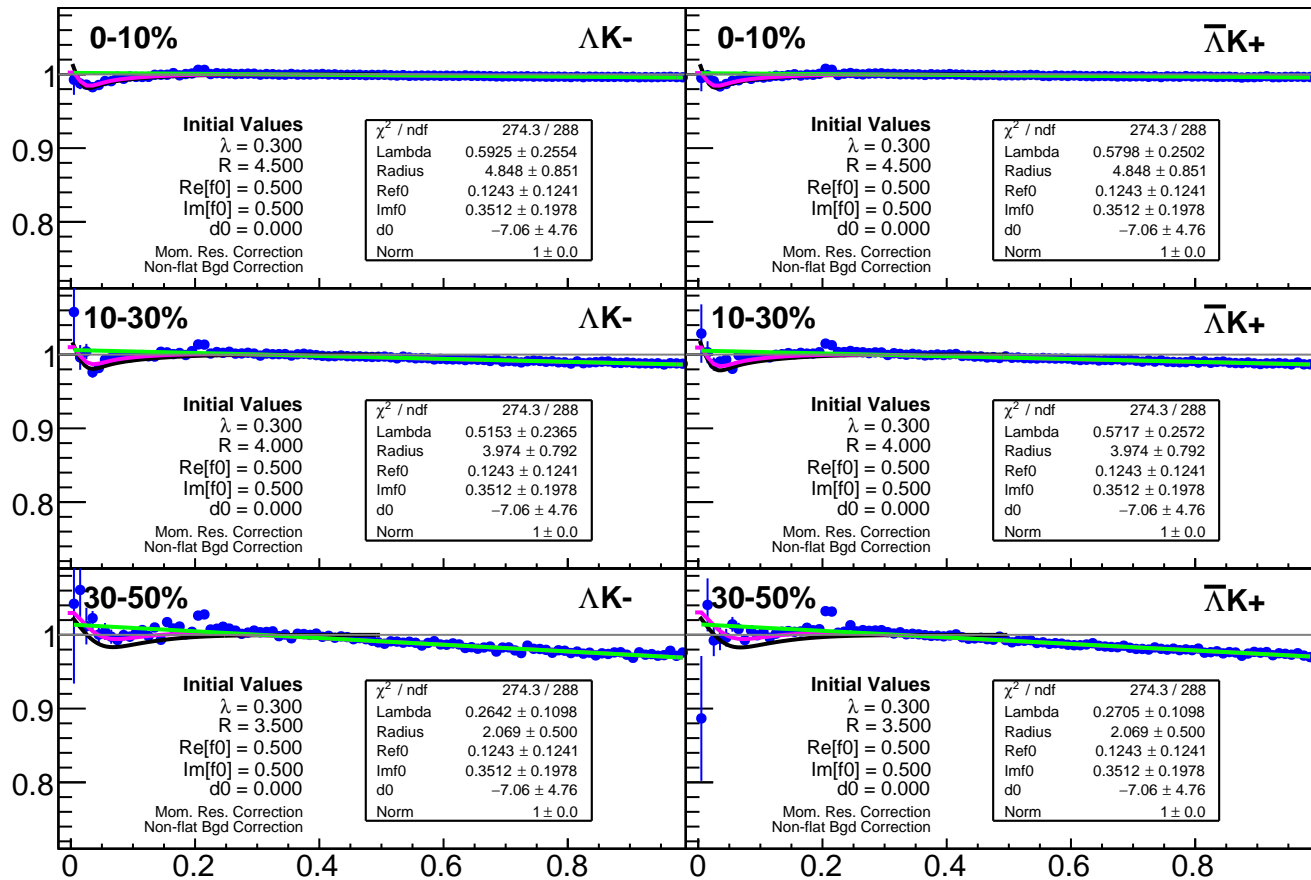 0-10%
ΛK-
1
0.9
0.8
Initial Values
λ = 0.300
R = 4.500
Re[f0] = 0.500
Im[f0] = 0.500
d0 = 0.000
Mom. Res. Correction
Non-flat Bgd Correction
χ² / ndf 274.3 / 288
Lambda 0.5925 ± 0.2554
Radius 4.848 ± 0.851
Ref0 0.1243 ± 0.1241
Imf0 0.3512 ± 0.1978
d0 −7.06 ± 4.76
Norm 1 ± 0.0
0-10%
Λ̅K+
Initial Values
λ = 0.300
R = 4.500
Re[f0] = 0.500
Im[f0] = 0.500
d0 = 0.000
Mom. Res. Correction
Non-flat Bgd Correction
χ² / ndf 274.3 / 288
Lambda 0.5798 ± 0.2502
Radius 4.848 ± 0.851
Ref0 0.1243 ± 0.1241
Imf0 0.3512 ± 0.1978
d0 −7.06 ± 4.76
Norm 1 ± 0.0
10-30%
ΛK-
1
0.9
0.8
Initial Values
λ = 0.300
R = 4.000
Re[f0] = 0.500
Im[f0] = 0.500
d0 = 0.000
Mom. Res. Correction
Non-flat Bgd Correction
χ² / ndf 274.3 / 288
Lambda 0.5153 ± 0.2365
Radius 3.974 ± 0.792
Ref0 0.1243 ± 0.1241
Imf0 0.3512 ± 0.1978
d0 −7.06 ± 4.76
Norm 1 ± 0.0
10-30%
Λ̅K+
Initial Values
λ = 0.300
R = 4.000
Re[f0] = 0.500
Im[f0] = 0.500
d0 = 0.000
Mom. Res. Correction
Non-flat Bgd Correction
χ² / ndf 274.3 / 288
Lambda 0.5717 ± 0.2572
Radius 3.974 ± 0.792
Ref0 0.1243 ± 0.1241
Imf0 0.3512 ± 0.1978
d0 −7.06 ± 4.76
Norm 1 ± 0.0
30-50%
ΛK-
1
0.9
0.8
Initial Values
λ = 0.300
R = 3.500
Re[f0] = 0.500
Im[f0] = 0.500
d0 = 0.000
Mom. Res. Correction
Non-flat Bgd Correction
χ² / ndf 274.3 / 288
Lambda 0.2642 ± 0.1098
Radius 2.069 ± 0.500
Ref0 0.1243 ± 0.1241
Imf0 0.3512 ± 0.1978
d0 −7.06 ± 4.76
Norm 1 ± 0.0
30-50%
Λ̅K+
Initial Values
λ = 0.300
R = 3.500
Re[f0] = 0.500
Im[f0] = 0.500
d0 = 0.000
Mom. Res. Correction
Non-flat Bgd Correction
χ² / ndf 274.3 / 288
Lambda 0.2705 ± 0.1098
Radius 2.069 ± 0.500
Ref0 0.1243 ± 0.1241
Imf0 0.3512 ± 0.1978
d0 −7.06 ± 4.76
Norm 1 ± 0.0
0 0.2 0.4 0.6 0.8
0 0.2 0.4 0.6 0.8